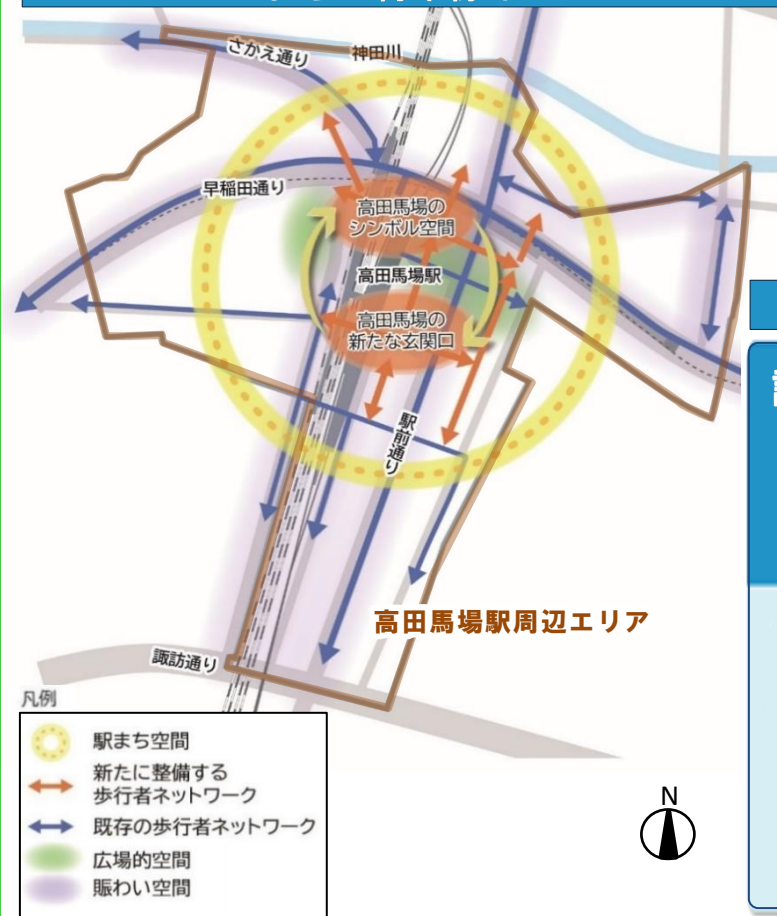 さかえ通り
神田川
早稲田通り
高田馬場の
シンボル空間
高田馬場駅
高田馬場の
新たな玄関口
駅前通り
高田馬場駅周辺エリア
諏訪通り
凡例
駅まち空間
新たに整備する
歩行者ネットワーク
既存の歩行者ネットワーク
広場的空間
賑わい空間
N